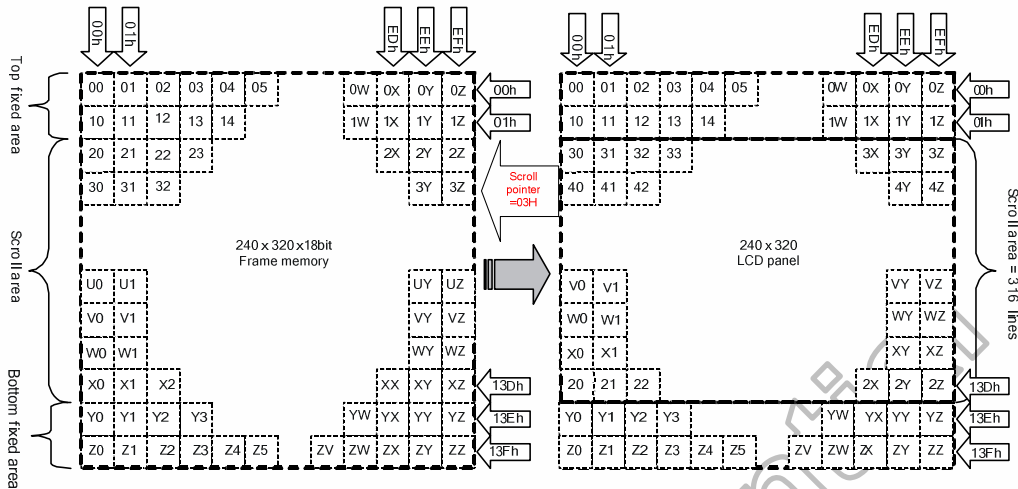 00h 01h EDh EEh EFh
00h 01h EDh EEh EFh
Top fixed area
Scroll area
Bottom fixed area
00 01 02 03 04 05 0W 0X 0Y 0Z 00h
10 11 12 13 14 1W 1X 1Y 1Z 01h
20 21 22 23 2X 2Y 2Z
30 31 32 3Y 3Z
240 x 320 x18bit
Frame memory
U0 U1 UY UZ
V0 V1 VY VZ
W0 W1 WY WZ
X0 X1 X2 XX XY XZ 13Dh
Y0 Y1 Y2 Y3 YW YX YY YZ 13Eh
Z0 Z1 Z2 Z3 Z4 Z5 ZV ZW ZX ZY ZZ 13Fh
Scroll
pointer
=03H
00 01 02 03 04 05 0W 0X 0Y 0Z 00h
10 11 12 13 14 1W 1X 1Y 1Z 01h
30 31 32 33 3X 3Y 3Z
40 41 42 4Y 4Z
240 x 320
LCD panel
V0 V1 VY VZ
W0 W1 WY WZ
X0 X1 XY XZ
20 21 22 2X 2Y 2Z 13Dh
Y0 Y1 Y2 Y3 YW YX YY YZ 13Eh
Z0 Z1 Z2 Z3 Z4 Z5 ZV ZW ZX ZY ZZ 13Fh
Scroll area = 316 lines